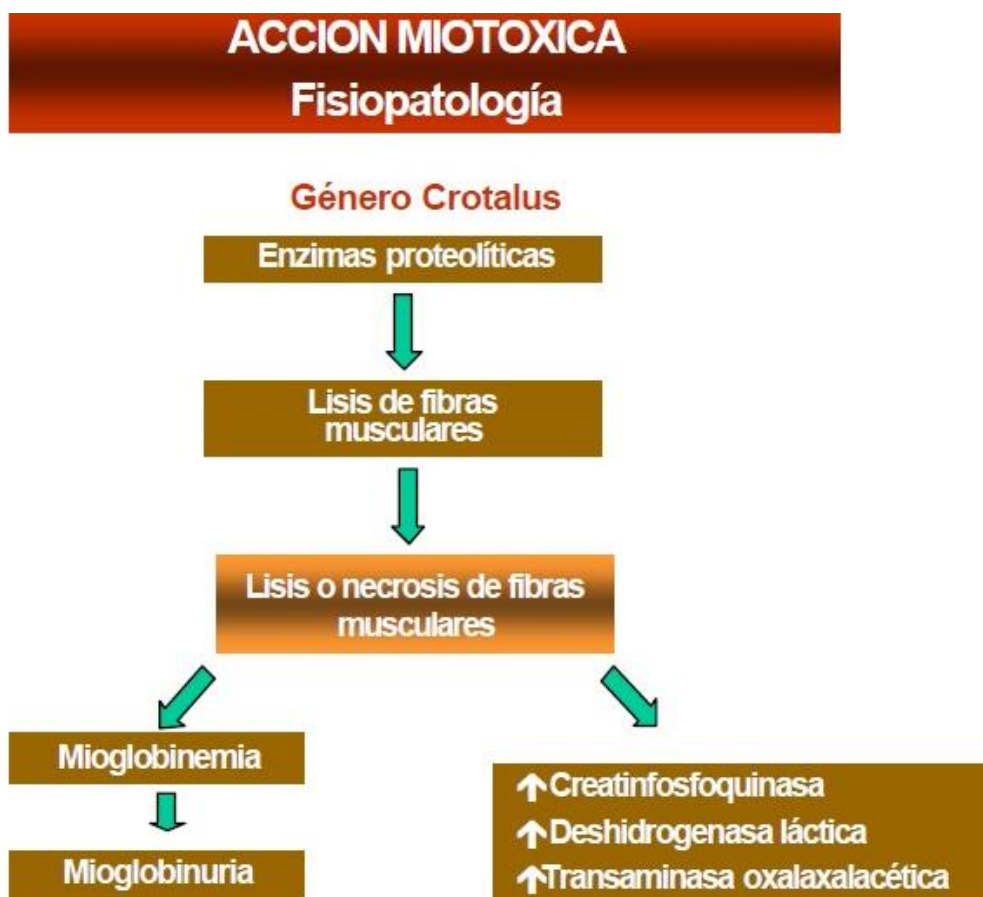 ACCION MIOTOXICA
Fisiopatología
Género Crotalus
Enzimas proteolíticas
Lisis de fibras
musculares
Lisis o necrosis de fibras
musculares
Mioglobinemia
Mioglobinuria
↑Creatinfosfoquinasa
↑Deshidrogenasa láctica
↑Transaminasa oxalaxalacética